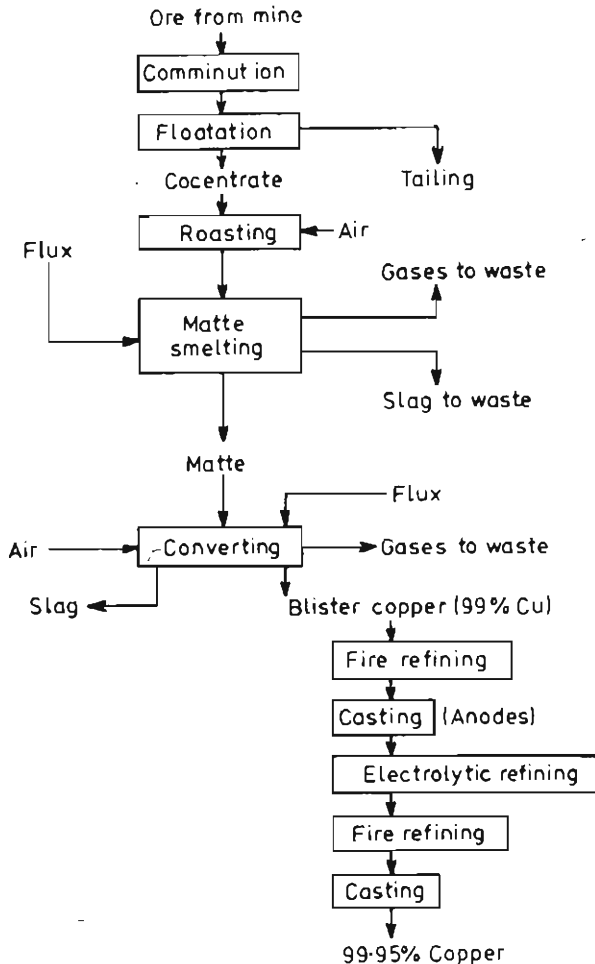 Ore from mine
Comminution
Floatation
Cocentrate
Tailing
Roasting
Air
Flux
Gases to waste
Matte
smelting
Slag to waste
Matte
Flux
Air
Converting
Gases to waste
Slag
Blister copper (99% Cu)
Fire refining
Casting (Anodes)
Electrolytic refining
Fire refining
Casting
99·95% Copper